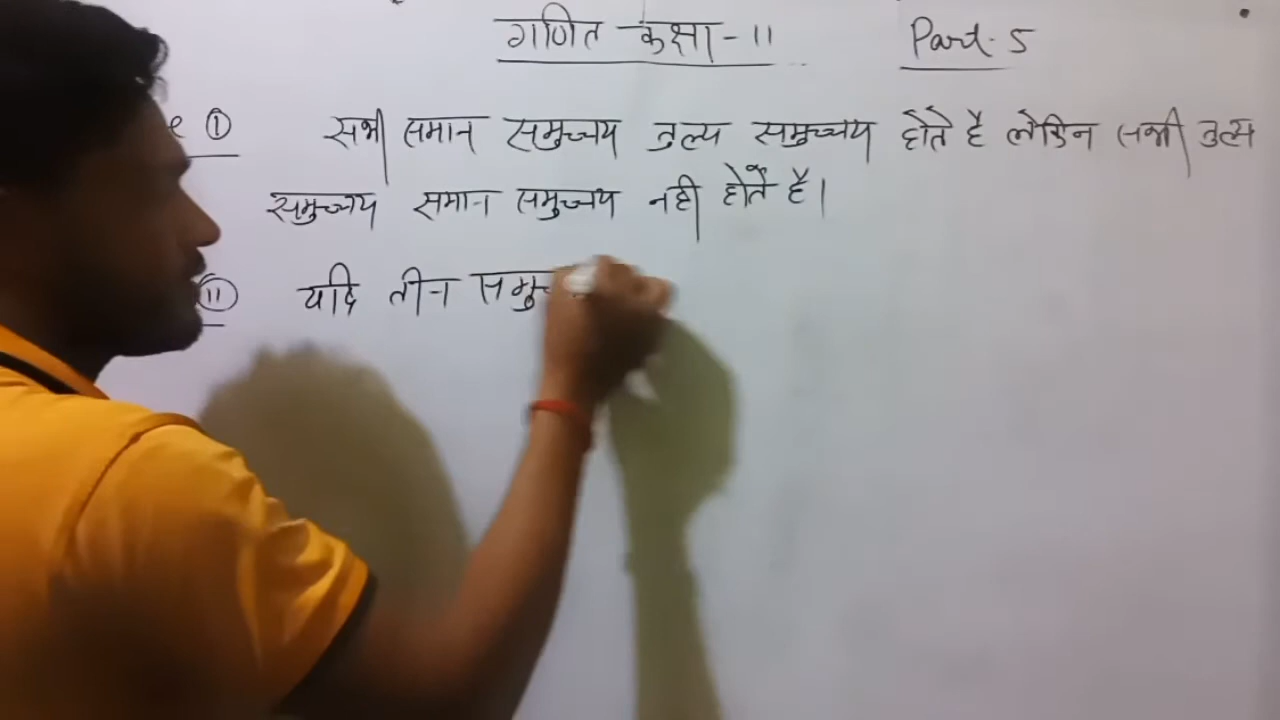 गणित कक्षा - 11 Part. 5
① सभी समान समुच्चय तुल्य समुच्चय होते है लेकिन सभी तुल्य
समुच्चय समान समुच्चय नही होतें है।
⑪ यदि तीन